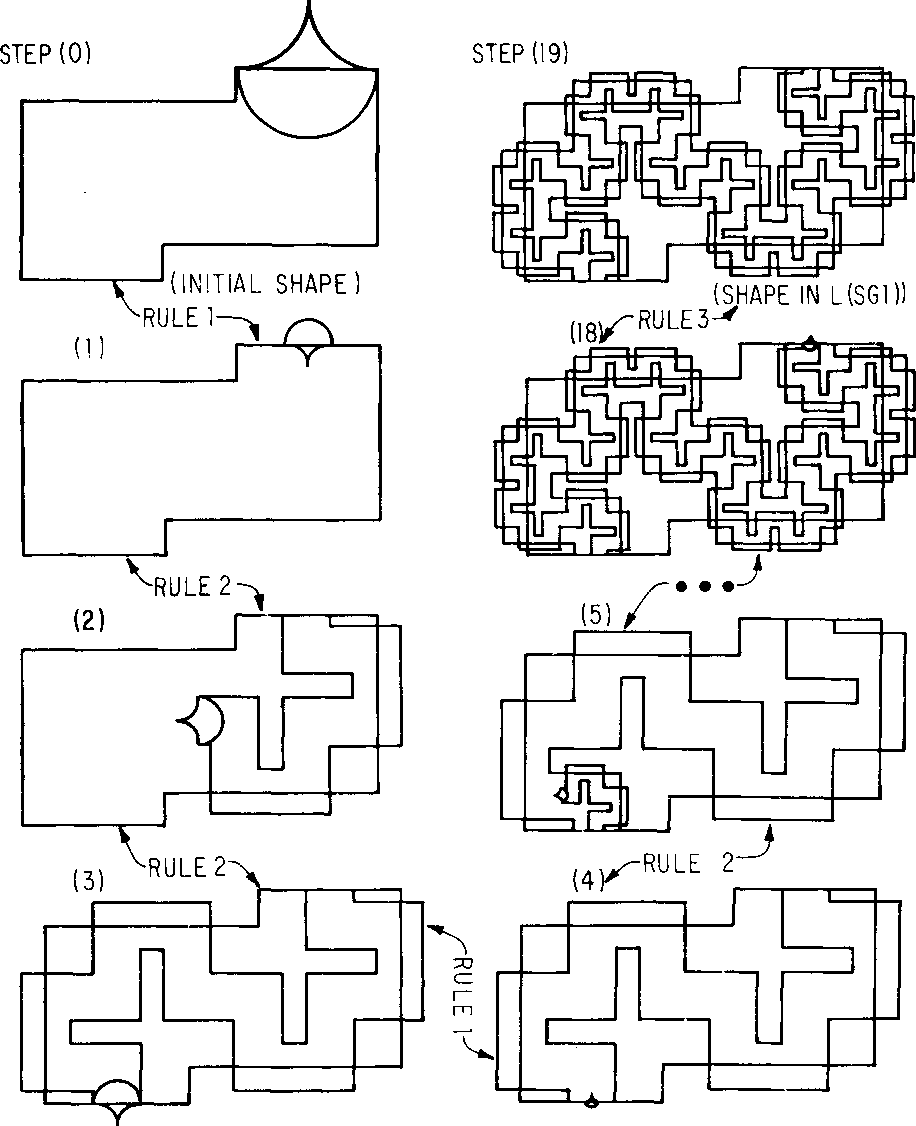 STEP (0)
STEP (19)
(INITIAL SHAPE)
RULE 1
(SHAPE IN L(SG1))
RULE 3
(1)
(18)
RULE 2
(2)
(5)
RULE 2
(3)
RULE 2
(4)
RULE 1